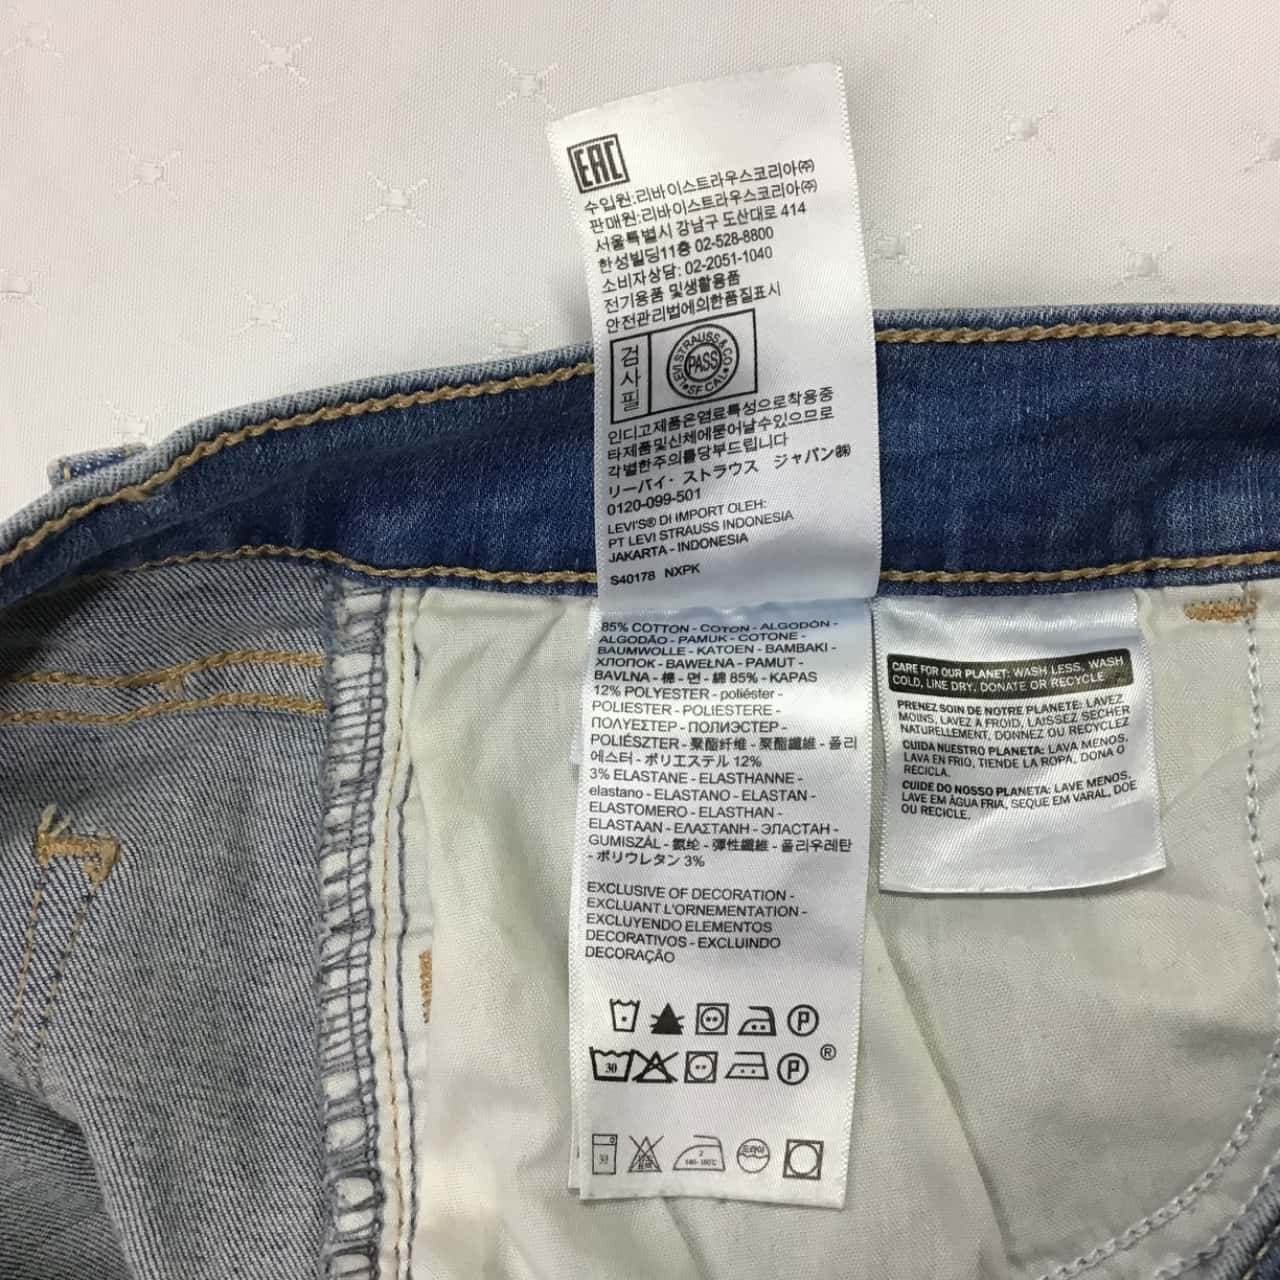 EAC
수입원:리바이스트라우스코리아㈜
판매원:리바이스트라우스코리아㈜
서울특별시 강남구 도산대로 414
한성빌딩11층 02-528-8800
소비자상담: 02-2051-1040
전기용품 및생활용품
안전관리법에의한품질표시
검사필
LEVI STRAUSS & CO
PASS
SF CAL
인디고제품은염료특성으로착용중
타제품및신체에묻어날수있으므로
각별한주의를당부드립니다
リーバイ・ストラウス ジャパン㈱
0120-099-501
LEVI'S® DI IMPORT OLEH:
PT LEVI STRAUSS INDONESIA
JAKARTA - INDONESIA
S40178 NXPK
85% COTTON - COTON - ALGODÓN -
ALGODÃO - PAMUK - COTONE -
BAUMWOLLE - KATOEN - ΒΑΜΒΑΚΙ -
ХЛОПОК - BAWEŁNA - PAMUT -
BAVLNA - 棉 - 면 - 綿 85% - KAPAS
12% POLYESTER - poliéster -
POLIESTER - POLIESTERE -
ΠΟΛΥΕΣΤΕΡ - ПОЛИЭСТЕР -
POLIÉSZTER - 聚酯纤维 - 聚酯纖維 - 폴리
에스터 - ポリエステル 12%
3% ELASTANE - ELASTHANNE -
elastano - ELASTANO - ELASTAN -
ELASTOMERO - ELASTHAN -
ELASTAAN - ΕΛΑΣΤΑΝΗ - ЭЛАСТАН -
GUMISZÁL - 氨纶 - 彈性纖維 - 폴리우레탄
- ポリウレタン 3%
EXCLUSIVE OF DECORATION -
EXCLUANT L'ORNEMENTATION -
EXCLUYENDO ELEMENTOS
DECORATIVOS - EXCLUINDO
DECORAÇÃO
P
30 P ®
30 2 140-160℃ 드라이
CARE FOR OUR PLANET: WASH LESS, WASH
COLD, LINE DRY, DONATE OR RECYCLE
PRENEZ SOIN DE NOTRE PLANETE: LAVEZ
MOINS, LAVEZ A FROID, LAISSEZ SECHER
NATURELLEMENT, DONNEZ OU RECYCLEZ
CUIDA NUESTRO PLANETA: LAVA MENOS,
LAVA EN FRIO, TIENDE LA ROPA, DONA O
RECICLA.
CUIDE DO NOSSO PLANETA: LAVE MENOS,
LAVE EM ÁGUA FRIA, SEQUE EM VARAL, DOE
OU RECICLE.